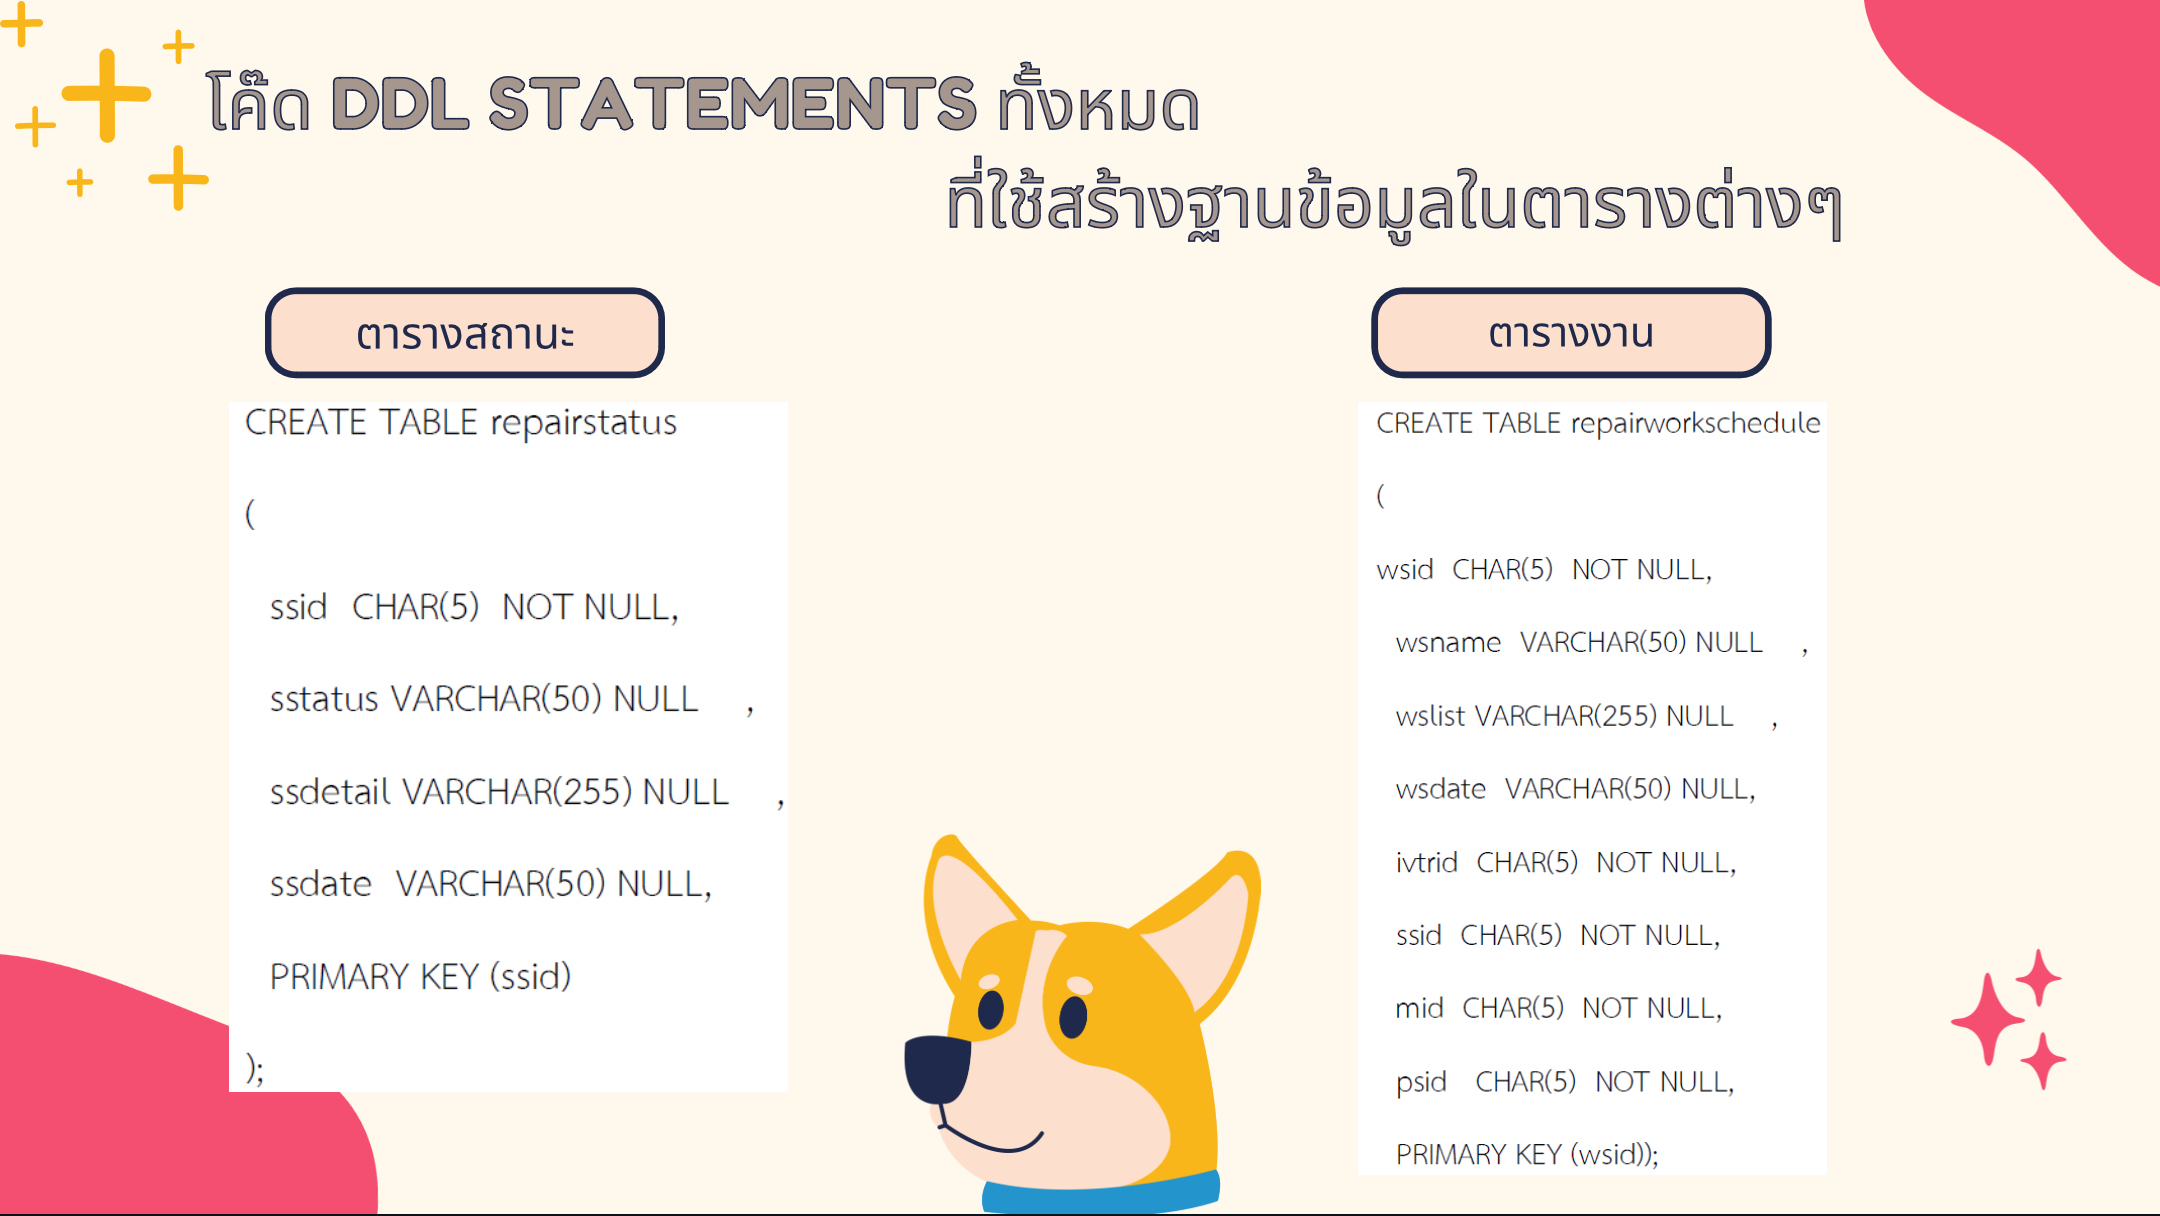 โค๊ด DDL STATEMENTS ทั้งหมด
ที่ใช้สร้างฐานข้อมูลในตารางต่างๆ
ตารางสถานะ
CREATE TABLE repairstatus
(
ssid CHAR(5) NOT NULL,
sstatus VARCHAR(50) NULL ,
ssdetail VARCHAR(255) NULL ,
ssdate VARCHAR(50) NULL,
PRIMARY KEY (ssid)
);
ตารางงาน
CREATE TABLE repairworkschedule
(
wsid CHAR(5) NOT NULL,
wsname VARCHAR(50) NULL ,
wslist VARCHAR(255) NULL ,
wsdate VARCHAR(50) NULL,
ivtrid CHAR(5) NOT NULL,
ssid CHAR(5) NOT NULL,
mid CHAR(5) NOT NULL,
psid CHAR(5) NOT NULL,
PRIMARY KEY (wsid));